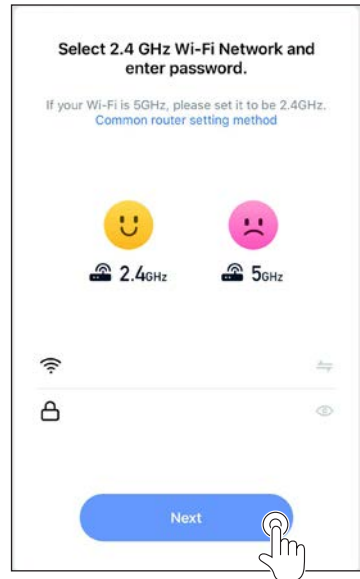 Select 2.4 GHz Wi-Fi Network and
enter password.
If your Wi-Fi is 5GHz, please set it to be 2.4GHz.
Common router setting method
2.4GHz
5GHz
Next